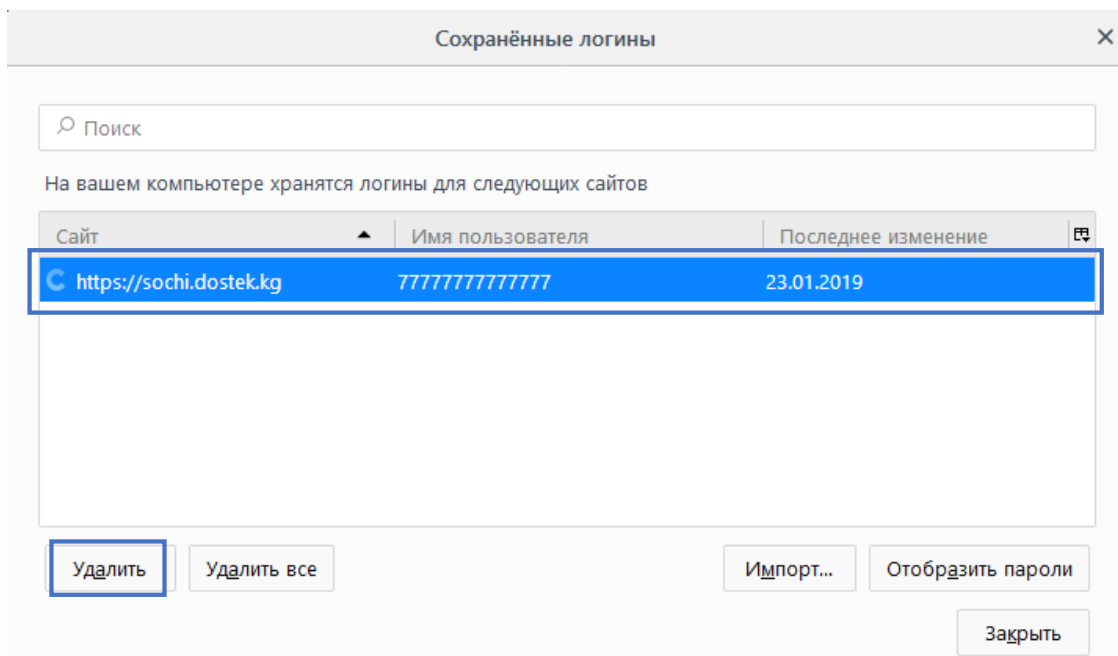 Сохранённые логины
Поиск
На вашем компьютере хранятся логины для следующих сайтов
Сайт Имя пользователя Последнее изменение
https://sochi.dostek.kg 77777777777777 23.01.2019
Удалить Удалить все Импорт... Отобразить пароли
Закрыть